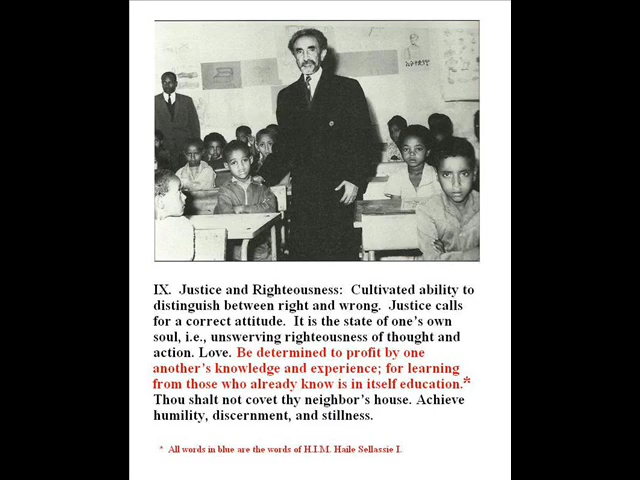 IX.  Justice and Righteousness:  Cultivated ability to
distinguish between right and wrong.  Justice calls
for a correct attitude.  It is the state of one's own
soul, i.e., unswerving righteousness of thought and
action. Love. Be determined to profit by one
another's knowledge and experience; for learning
from those who already know is in itself education.*
Thou shalt not covet thy neighbor's house. Achieve
humility, discernment, and stillness.
*  All words in blue are the words of H.I.M. Haile Sellassie I.